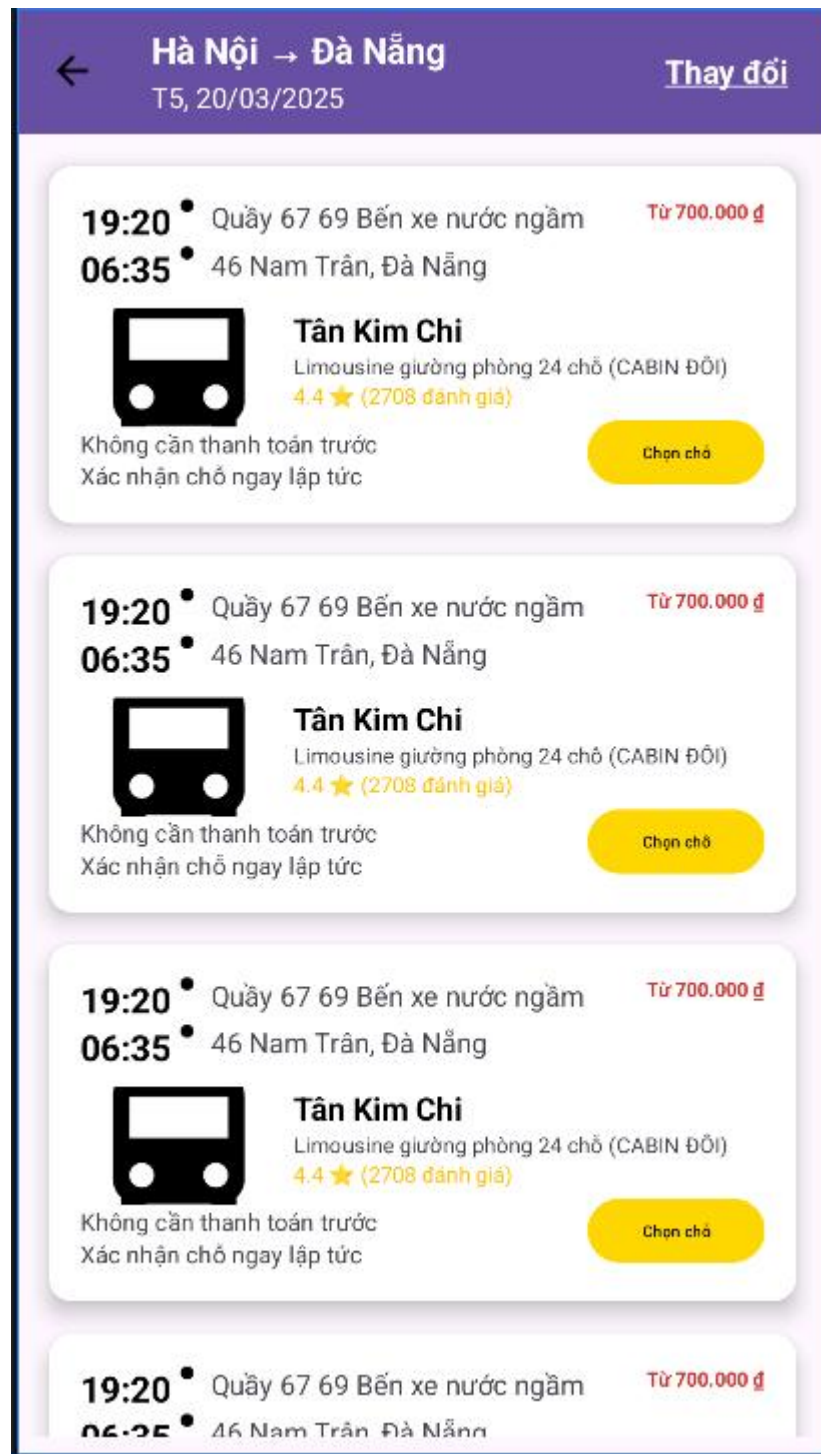 Hà Nội → Đà Nẵng
T5, 20/03/2025
Thay đổi
19:20 Quầy 67 69 Bến xe nước ngầm Từ 700.000 ₫
06:35 46 Nam Trân, Đà Nẵng
Tân Kim Chi
Limousine giường phòng 24 chỗ (CABIN ĐÔI)
4.4 ⭐ (2708 đánh giá)
Không cần thanh toán trước
Xác nhận chỗ ngay lập tức
Chọn chỗ
19:20 Quầy 67 69 Bến xe nước ngầm Từ 700.000 ₫
06:35 46 Nam Trân, Đà Nẵng
Tân Kim Chi
Limousine giường phòng 24 chỗ (CABIN ĐÔI)
4.4 ⭐ (2708 đánh giá)
Không cần thanh toán trước
Xác nhận chỗ ngay lập tức
Chọn chỗ
19:20 Quầy 67 69 Bến xe nước ngầm Từ 700.000 ₫
06:35 46 Nam Trân, Đà Nẵng
Tân Kim Chi
Limousine giường phòng 24 chỗ (CABIN ĐÔI)
4.4 ⭐ (2708 đánh giá)
Không cần thanh toán trước
Xác nhận chỗ ngay lập tức
Chọn chỗ
19:20 Quầy 67 69 Bến xe nước ngầm Từ 700.000 ₫
06:35 46 Nam Trân, Đà Nẵng